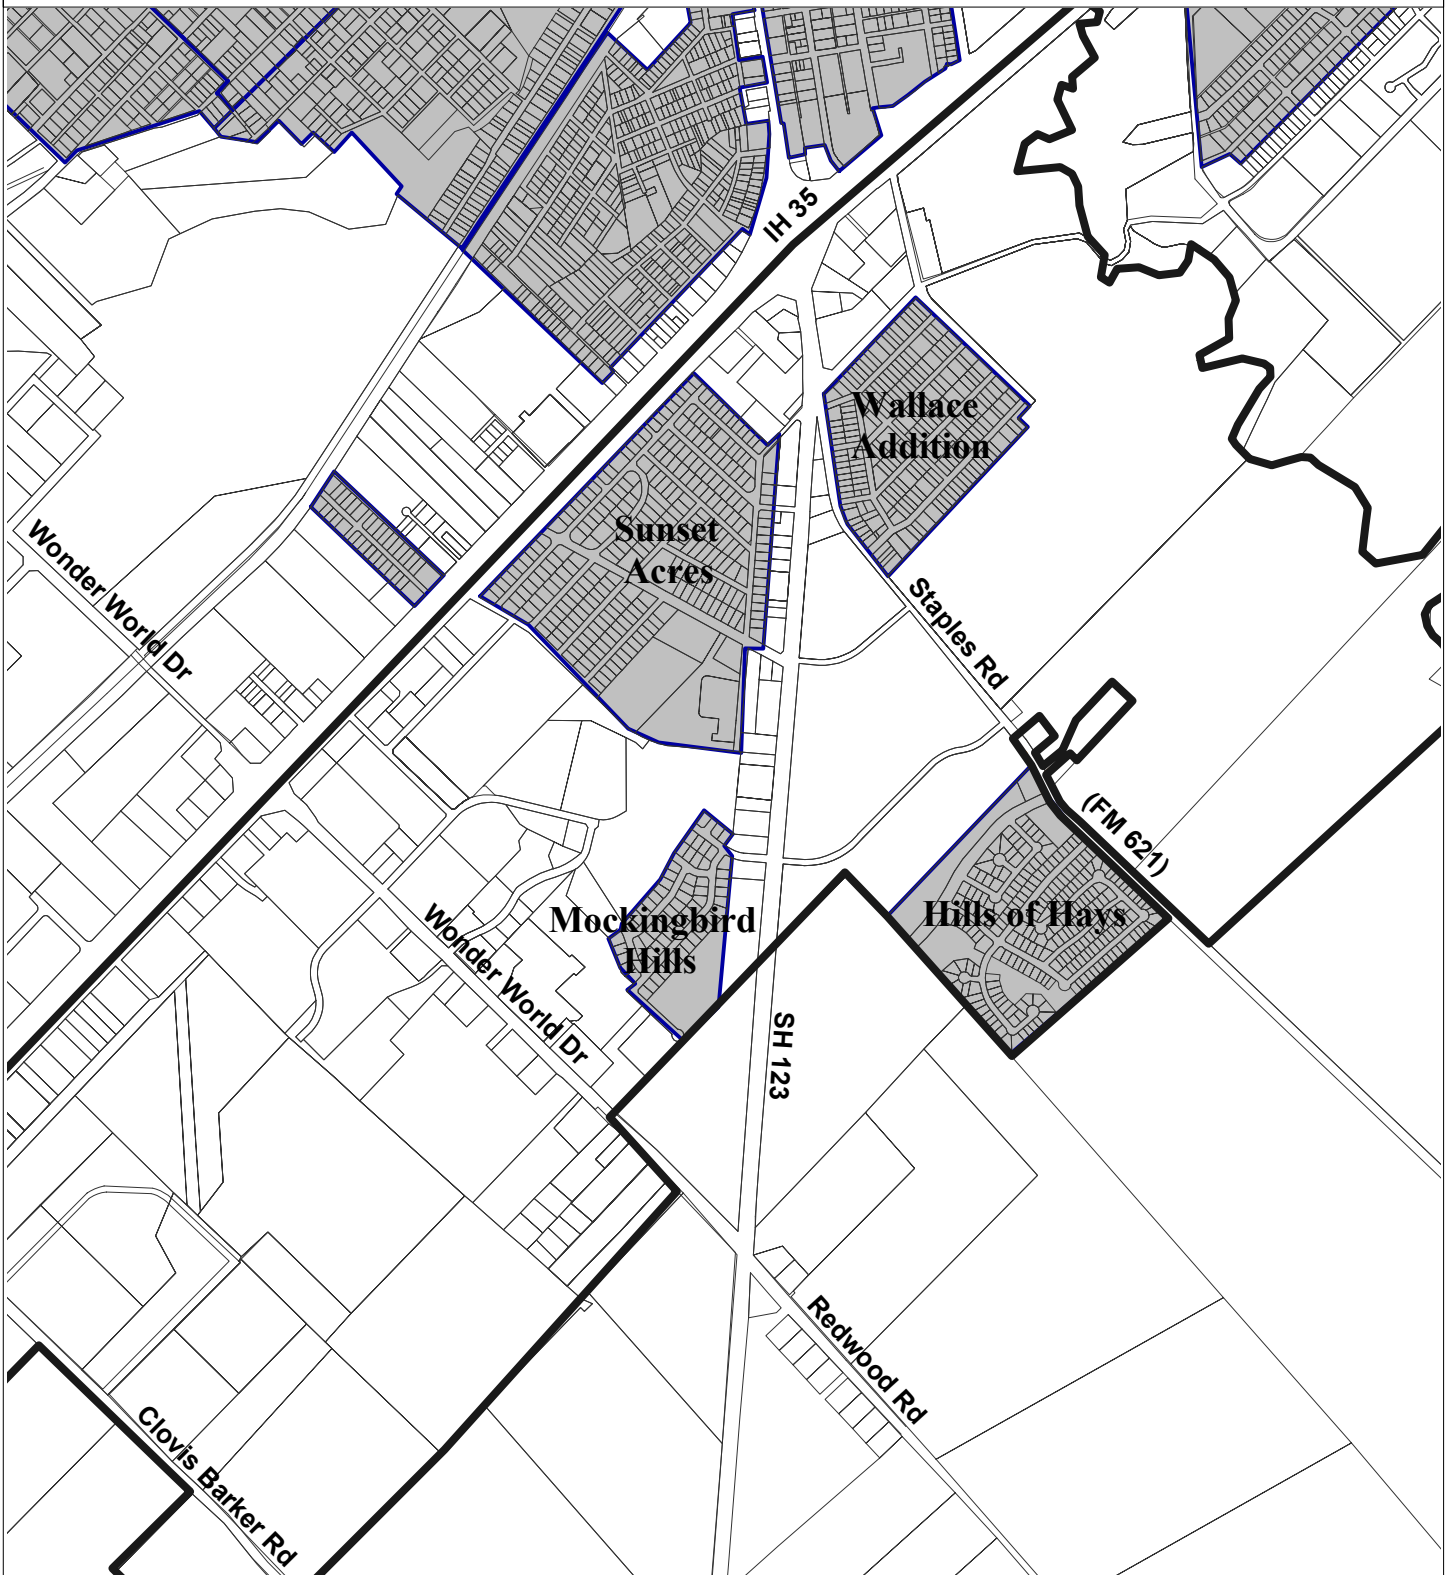 IH 35
Wallace
Addition
Sunset
Acres
Wonder World Dr
Staples Rd
(FM 621)
Mockingbird
Hills
Hills of Hays
Wonder World Dr
SH 123
Redwood Rd
Clovis Barker Rd